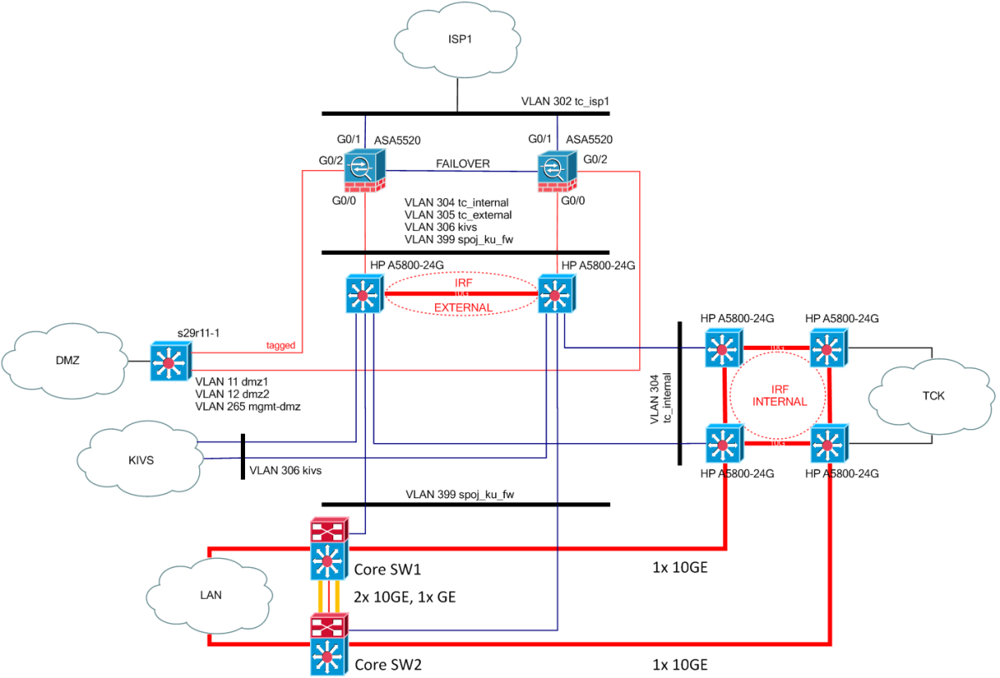 ISP1
VLAN 302 tc_isp1
G0/1
ASA5520
G0/1
ASA5520
G0/2
FAILOVER
G0/2
G0/0
G0/0
VLAN 304 tc_internal
VLAN 305 tc_external
VLAN 306 kivs
VLAN 399 spoj_ku_fw
HP A5800-24G
HP A5800-24G
IRF
10G
EXTERNAL
HP A5800-24G
HP A5800-24G
s29r11-1
tagged
DMZ
10G
VLAN 11 dmz1
VLAN 12 dmz2
VLAN 265 mgmt-dmz
VLAN 304
tc_internal
IRF
INTERNAL
TCK
10G
KIVS
VLAN 306 kivs
HP A5800-24G
HP A5800-24G
VLAN 399 spoj_ku_fw
Core SW1
1x 10GE
LAN
2x 10GE, 1x GE
Core SW2
1x 10GE